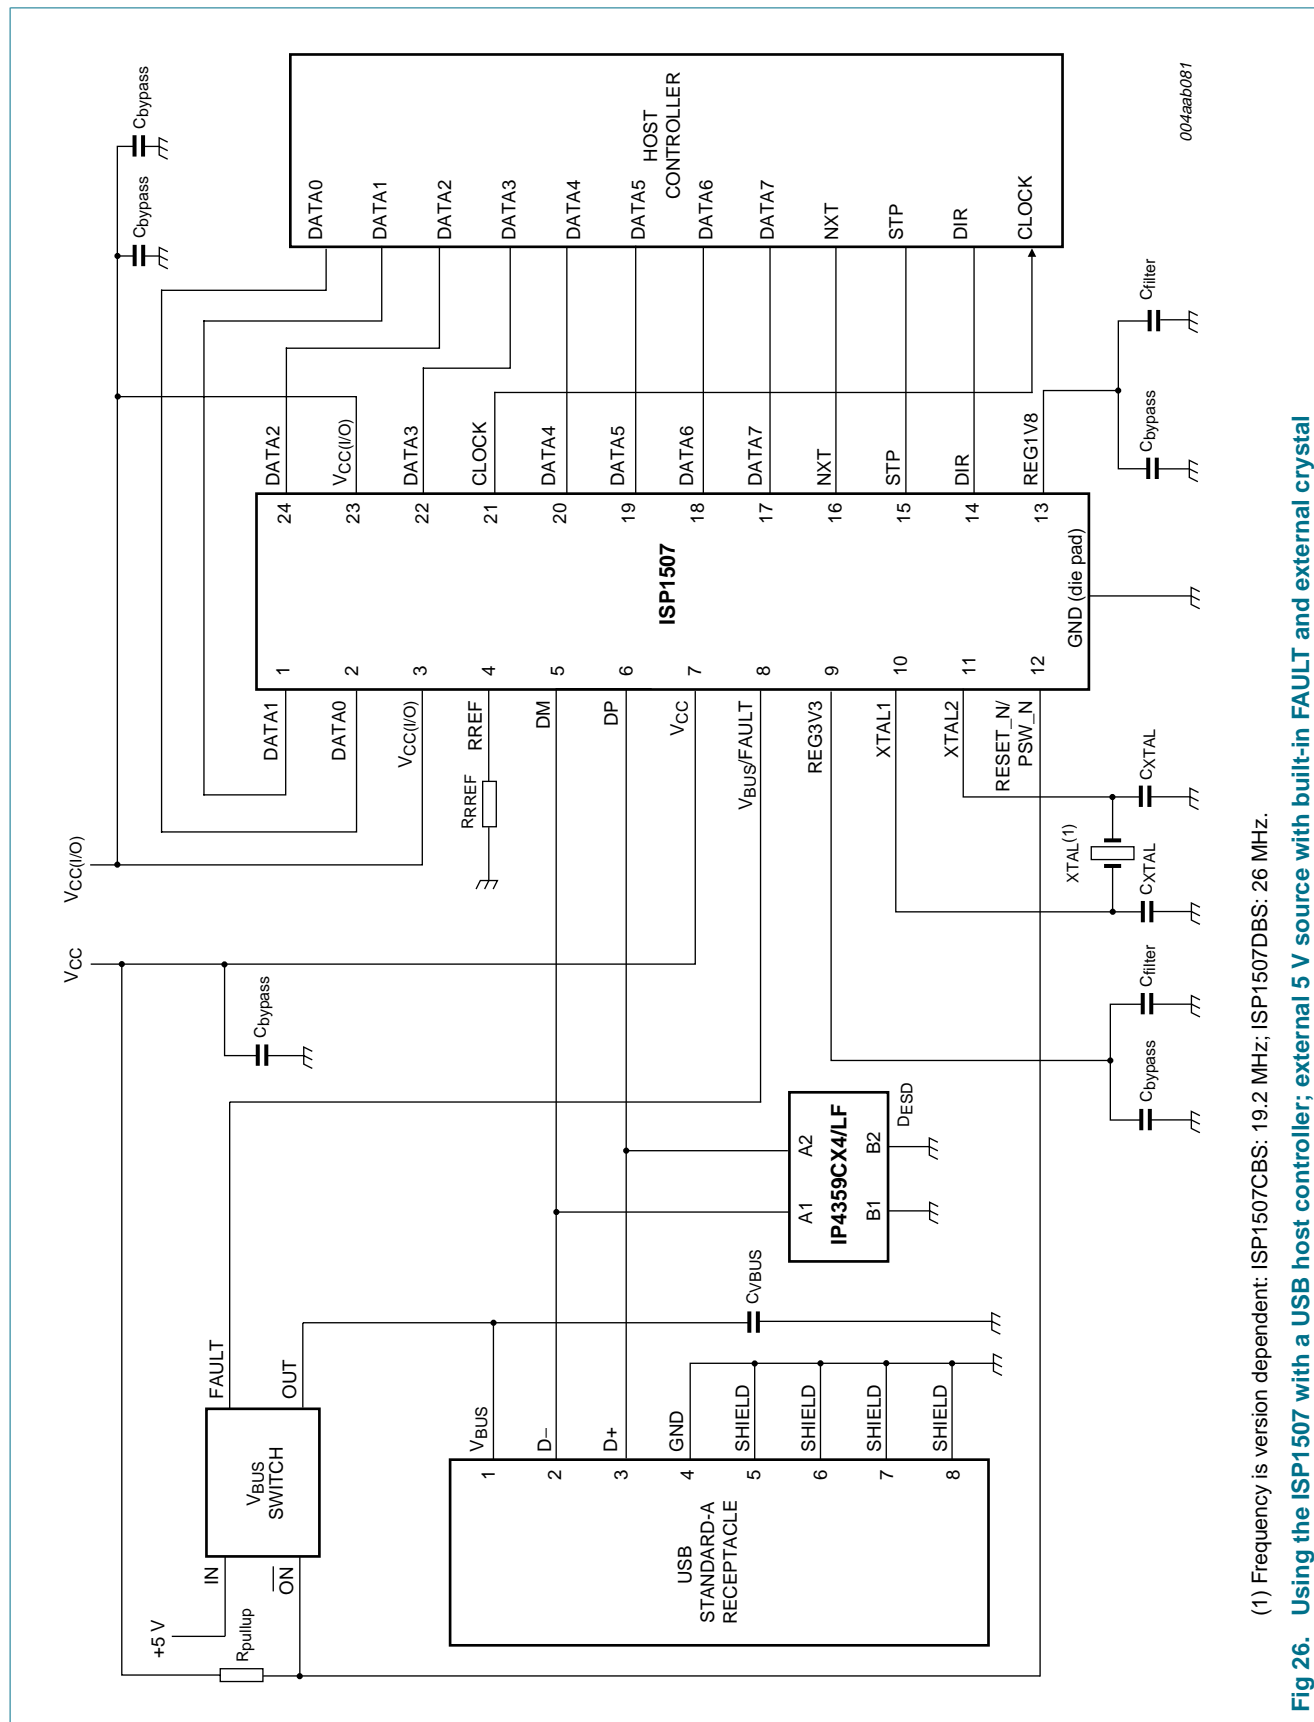 +5 V
IN
ON
VBUS
SWITCH
FAULT
OUT
Rpullup
VCC
Cbypass
VCC(I/O)
Cbypass
Cbypass
USB
STANDARD-A
RECEPTACLE
1
VBUS
2
D−
3
D+
4
GND
5
SHIELD
6
SHIELD
7
SHIELD
8
SHIELD
CVBUS
A1
A2
IP4359CX4/LF
B1
B2
DESD
RRREF
DATA1
1
DATA0
2
VCC(I/O)
3
RREF
4
DM
5
DP
6
VCC
7
VBUS/FAULT
8
REG3V3
9
XTAL1
10
XTAL2
11
RESET_N/
PSW_N
12
ISP1507
GND (die pad)
24
DATA2
23
VCC(I/O)
22
DATA3
21
CLOCK
20
DATA4
19
DATA5
18
DATA6
17
DATA7
16
NXT
15
STP
14
DIR
13
REG1V8
DATA0
DATA1
DATA2
DATA3
DATA4
DATA5
DATA6
DATA7
NXT
STP
DIR
CLOCK
HOST
CONTROLLER
Cbypass
Cfilter
CXTAL
XTAL(1)
CXTAL
Cbypass
Cfilter
004aab081
(1) Frequency is version dependent: ISP1507CBS: 19.2 MHz; ISP1507DBS: 26 MHz.
Fig 26. Using the ISP1507 with a USB host controller; external 5 V source with built-in FAULT and external crystal